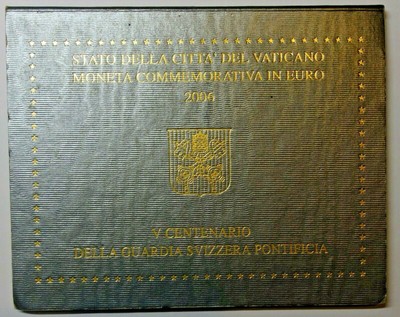 STATO DELLA CITTA' DEL VATICANO
MONETA COMMEMORATIVA IN EURO
2006
V CENTENARIO
DELLA GUARDIA SVIZZERA PONTIFICIA